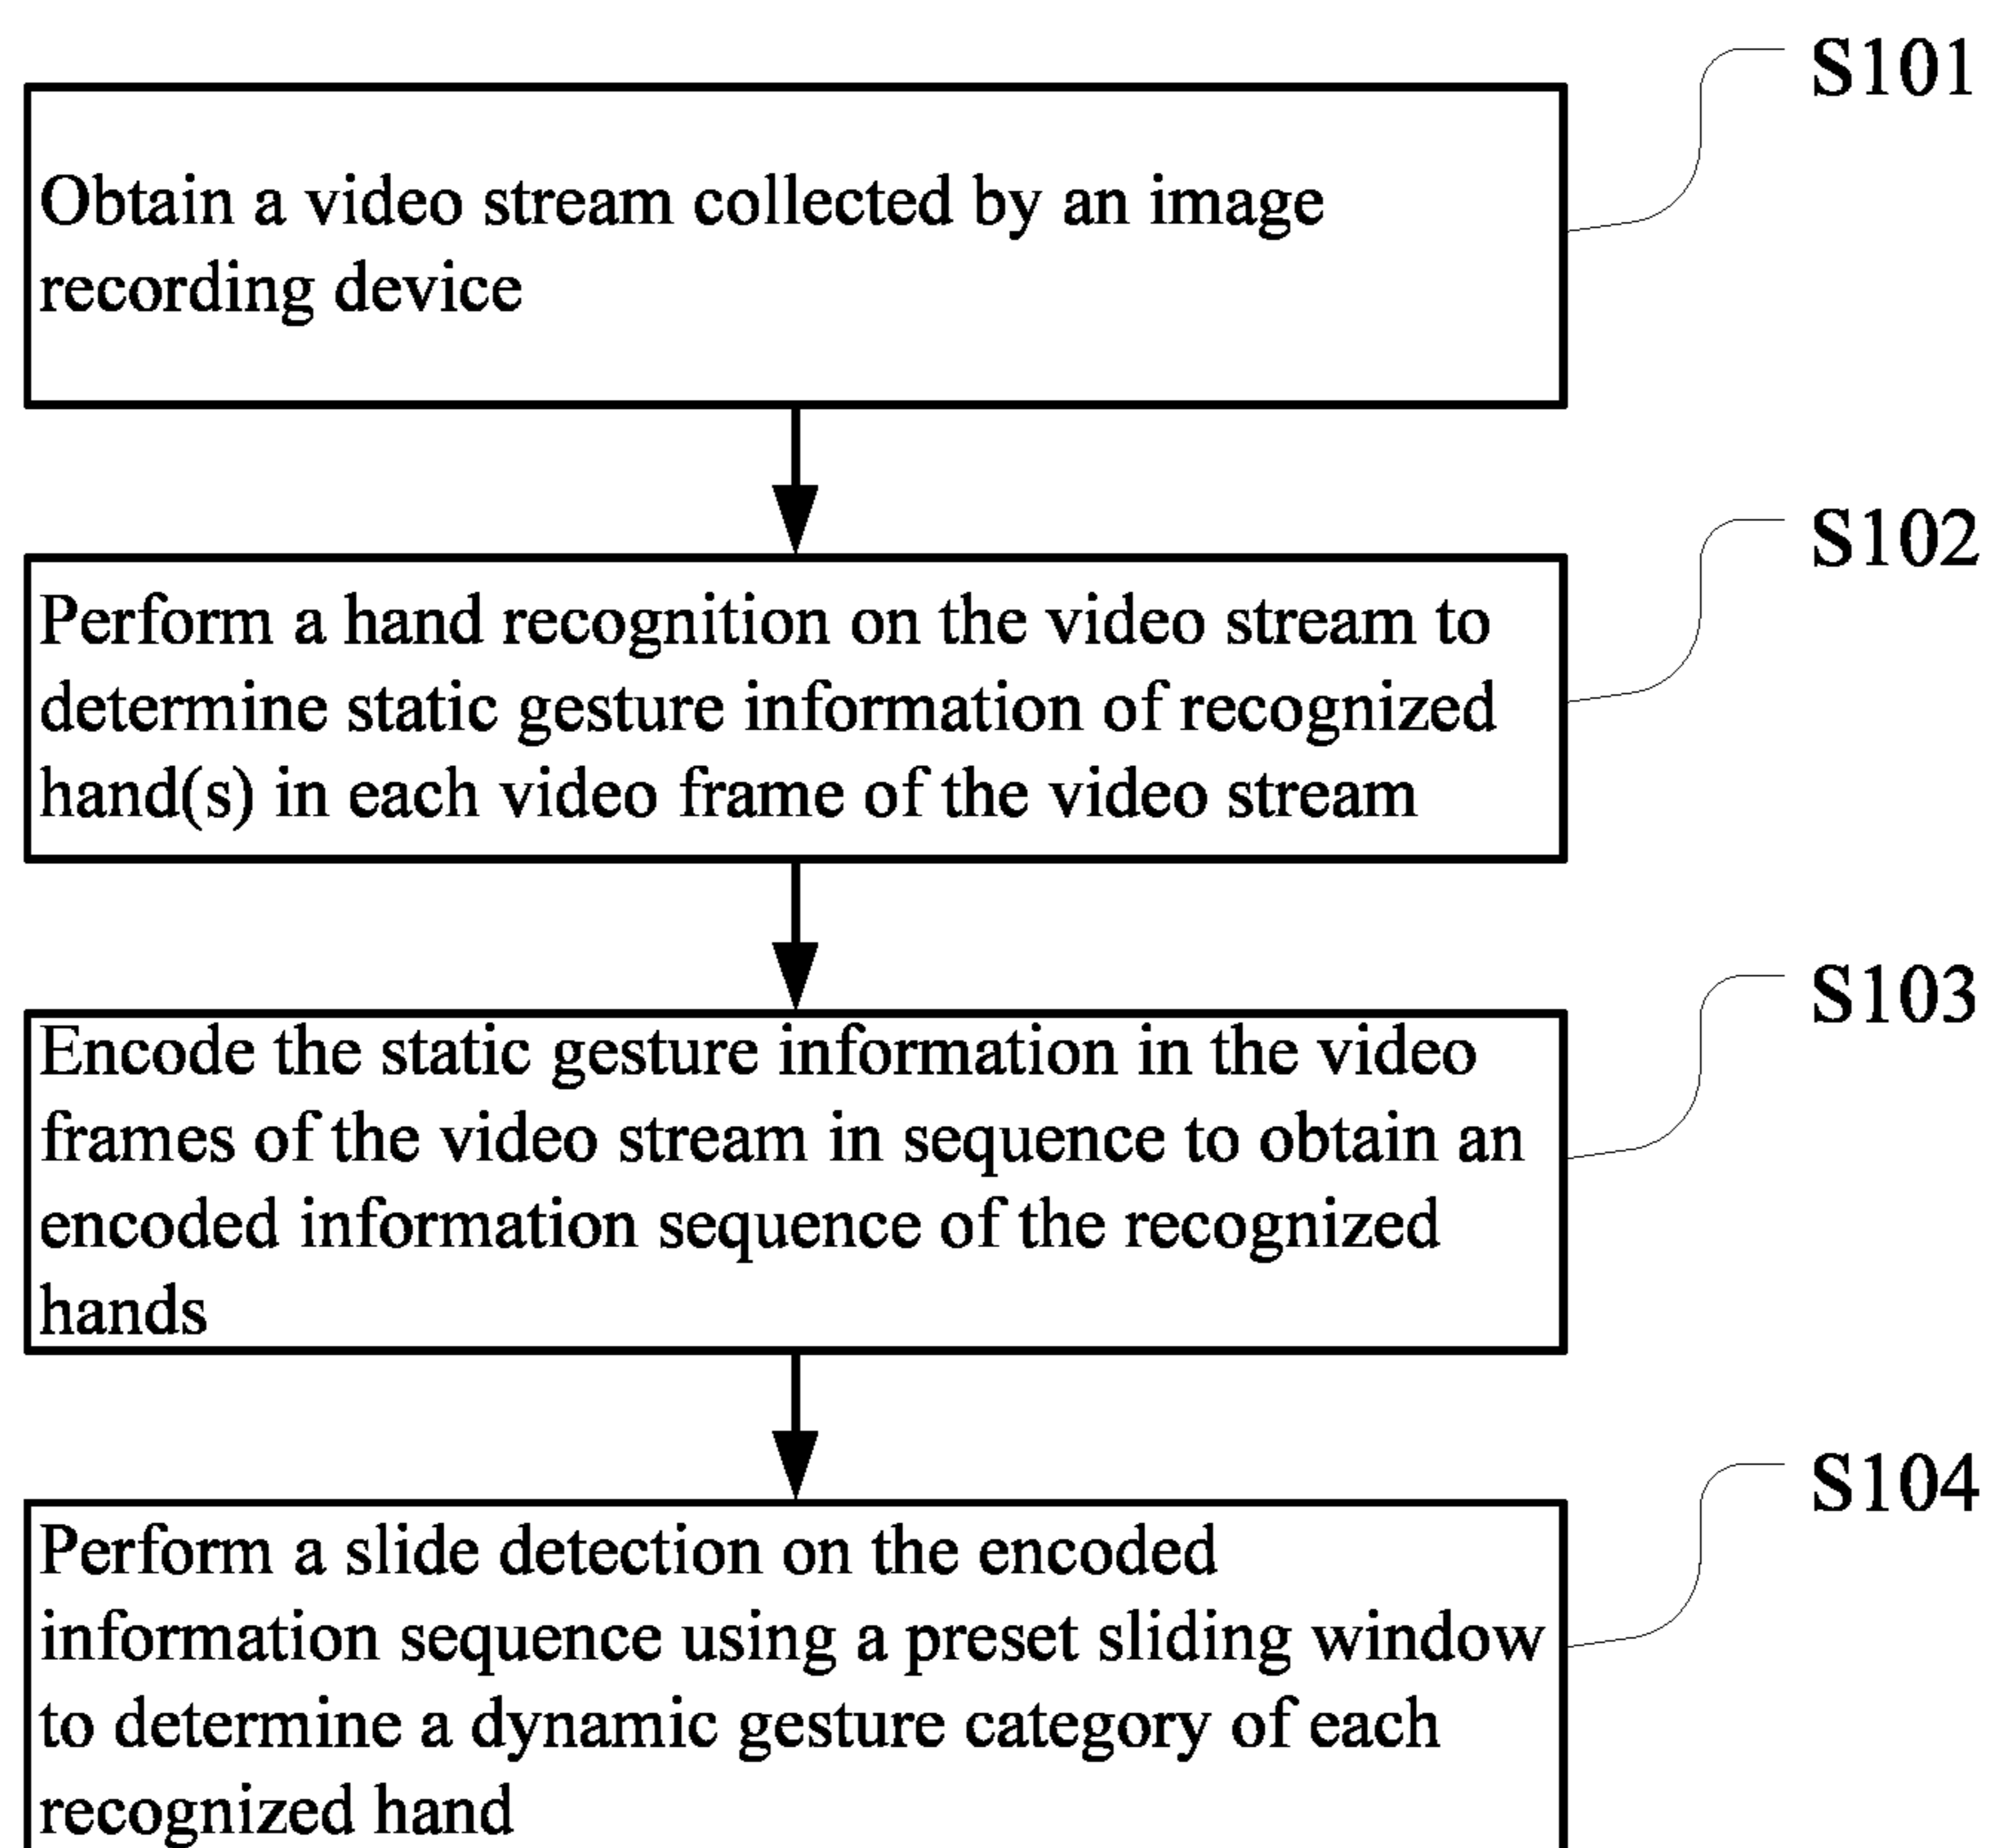 S101
Obtain a video stream collected by an image
recording device
S102
Perform a hand recognition on the video stream to
determine static gesture information of recognized
hand(s) in each video frame of the video stream
S103
Encode the static gesture information in the video
frames of the video stream in sequence to obtain an
encoded information sequence of the recognized
hands
S104
Perform a slide detection on the encoded
information sequence using a preset sliding window
to determine a dynamic gesture category of each
recognized hand